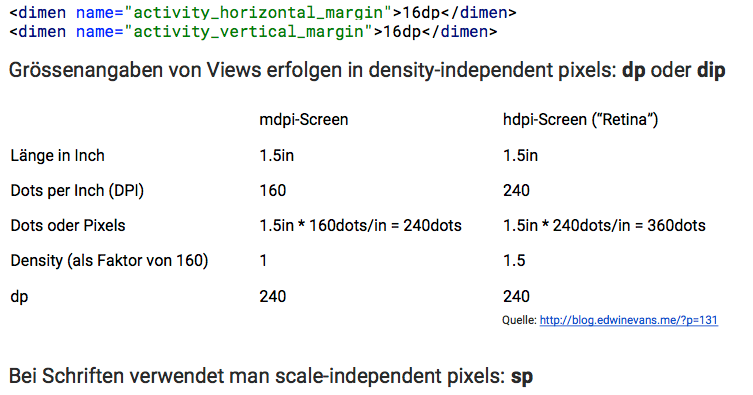 <dimen name="activity_horizontal_margin">16dp</dimen>
<dimen name="activity_vertical_margin">16dp</dimen>
Grössenangaben von Views erfolgen in density-independent pixels: dp oder dip
mdpi-Screen hdpi-Screen (“Retina”)
Länge in Inch 1.5in 1.5in
Dots per Inch (DPI) 160 240
Dots oder Pixels 1.5in * 160dots/in = 240dots 1.5in * 240dots/in = 360dots
Density (als Faktor von 160) 1 1.5
dp 240 240
Quelle: http://blog.edwinevans.me/?p=131
Bei Schriften verwendet man scale-independent pixels: sp